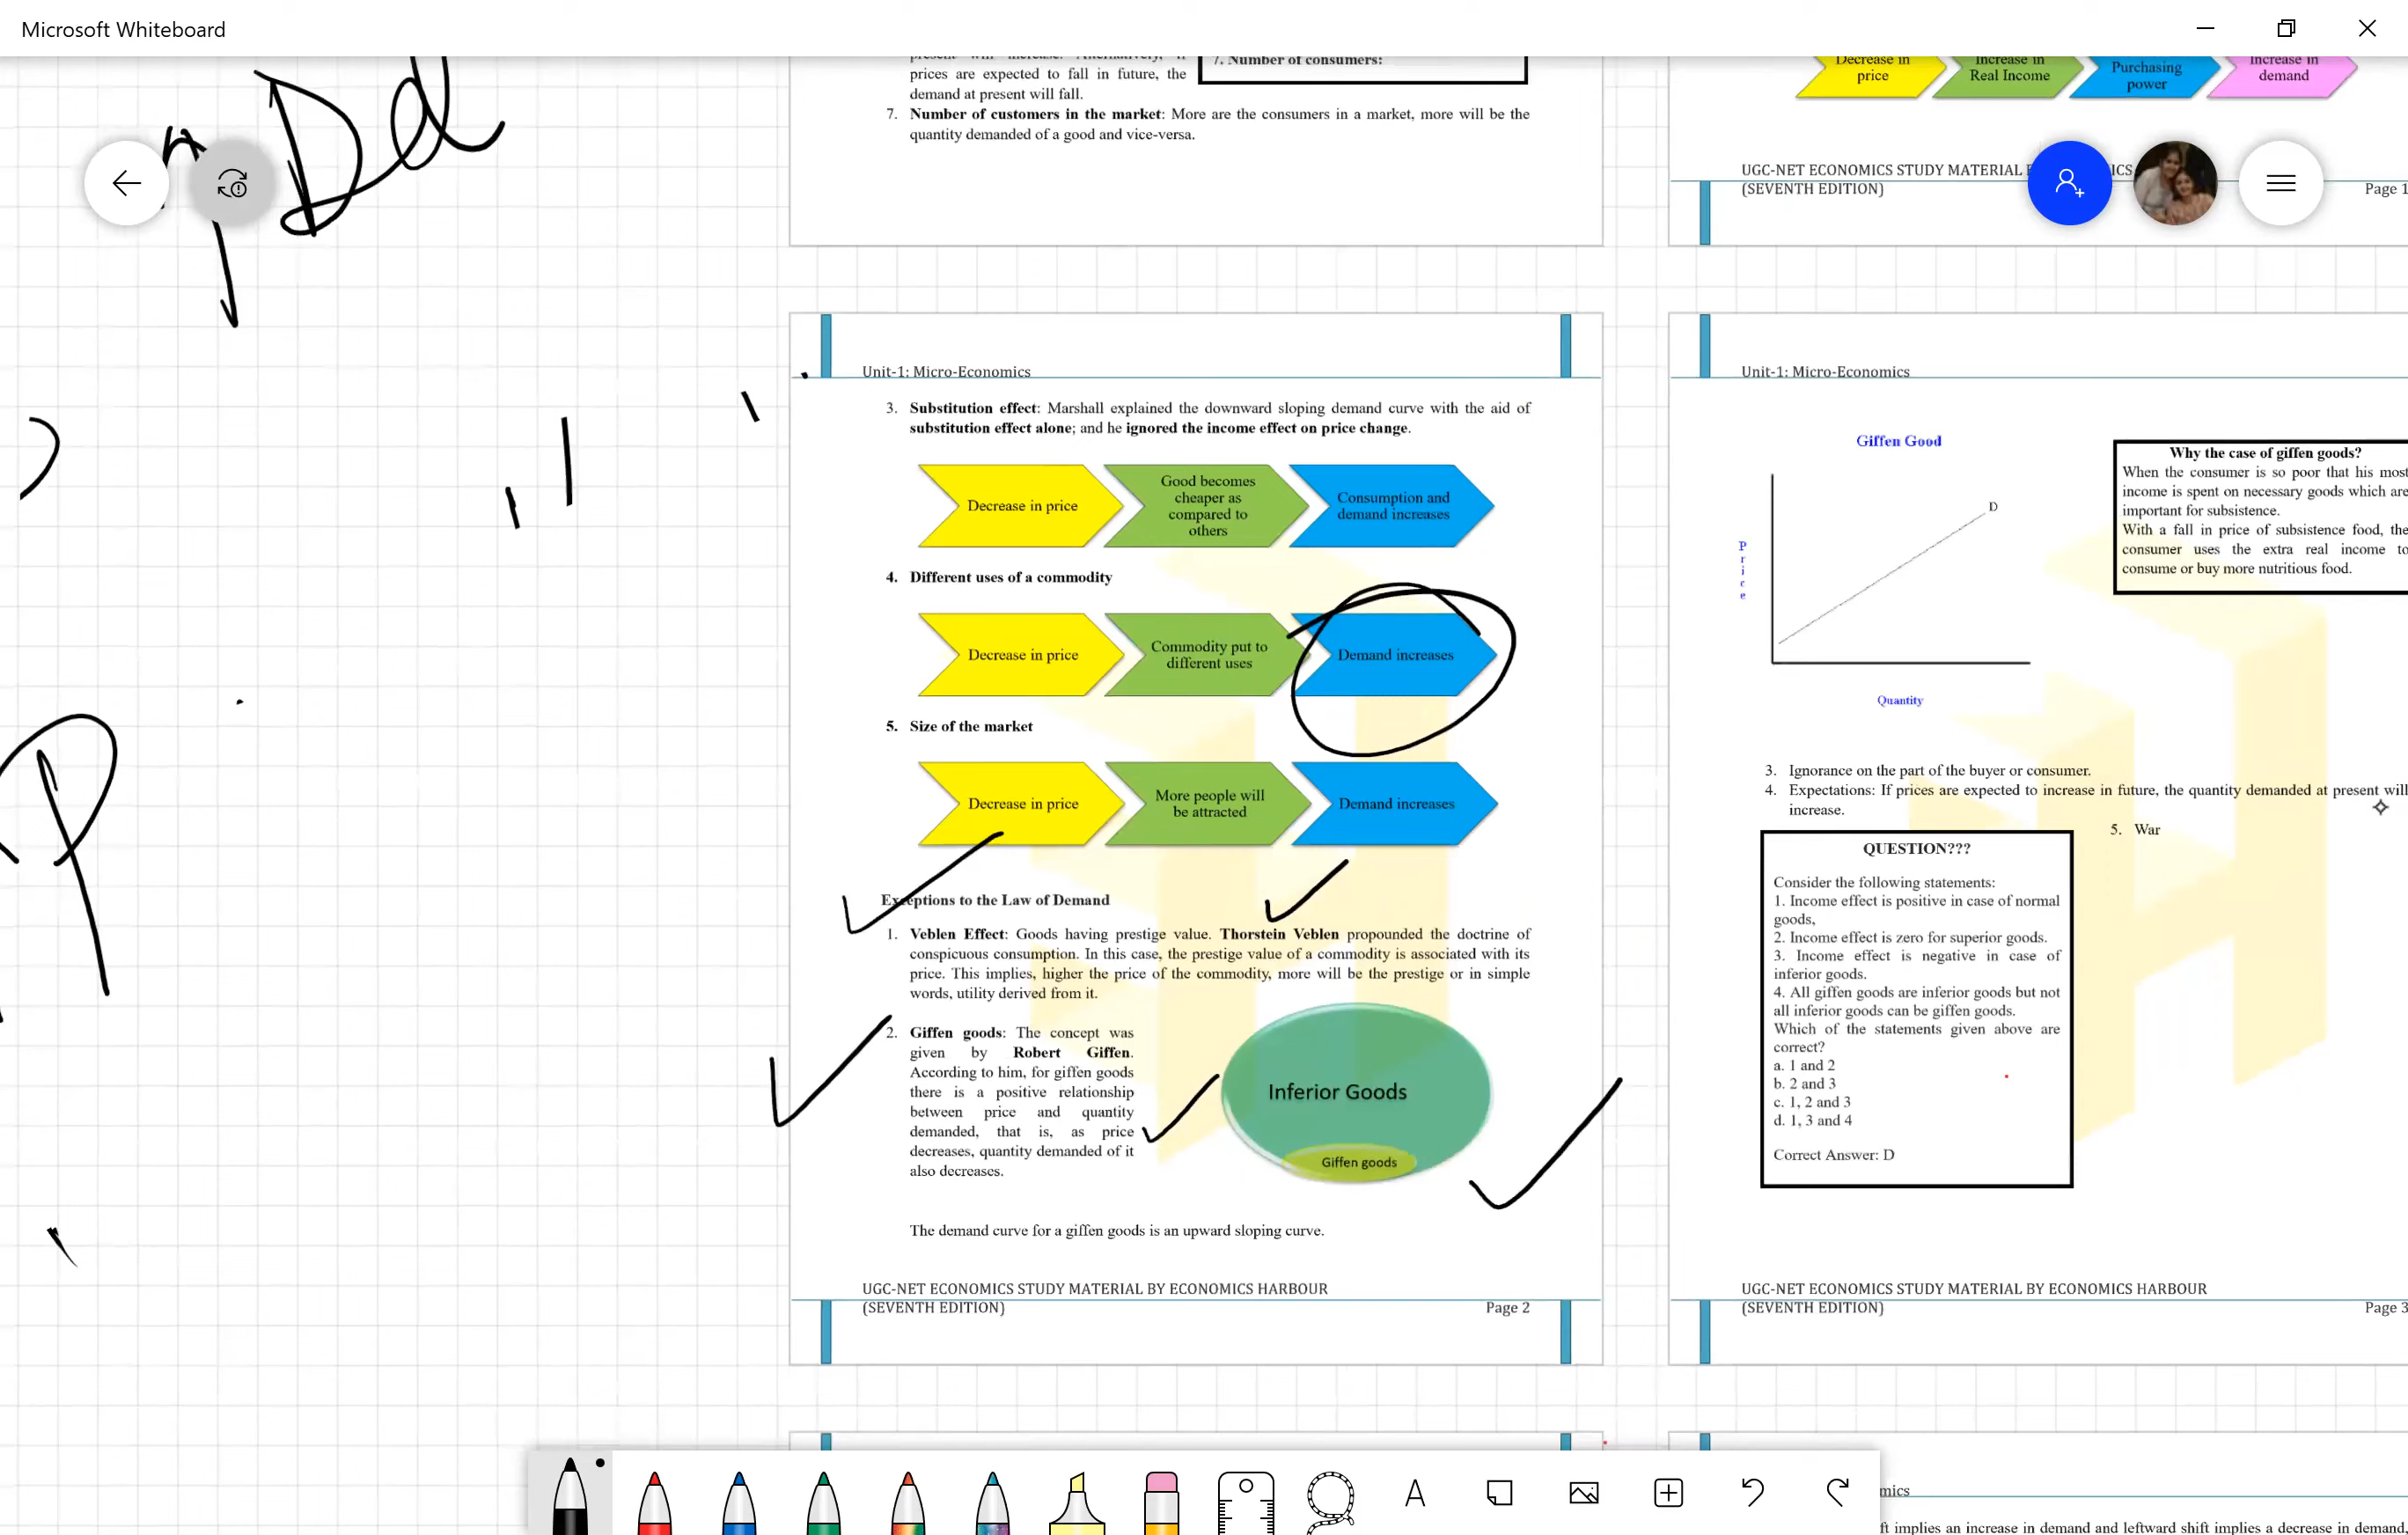 Microsoft Whiteboard
Dd
P
prices are expected to fall in future, the
demand at present will fall.
7. Number of consumers:
7. Number of customers in the market: More are the consumers in a market, more will be the
quantity demanded of a good and vice-versa.
Unit-1: Micro-Economics
3. Substitution effect: Marshall explained the downward sloping demand curve with the aid of
substitution effect alone; and he ignored the income effect on price change.
Decrease in price
Good becomes
cheaper as
compared to
others
Consumption and
demand increases
4. Different uses of a commodity
Decrease in price
Commodity put to
different uses
Demand increases
5. Size of the market
Decrease in price
More people will
be attracted
Demand increases
Exceptions to the Law of Demand
1. Veblen Effect: Goods having prestige value. Thorstein Veblen propounded the doctrine of
conspicuous consumption. In this case, the prestige value of a commodity is associated with its
price. This implies, higher the price of the commodity, more will be the prestige or in simple
words, utility derived from it.
2. Giffen goods: The concept was
given by Robert Giffen.
According to him, for giffen goods
there is a positive relationship
between price and quantity
demanded, that is, as price
decreases, quantity demanded of it
also decreases.
Inferior Goods
Giffen goods
The demand curve for a giffen goods is an upward sloping curve.
UGC-NET ECONOMICS STUDY MATERIAL BY ECONOMICS HARBOUR
(SEVENTH EDITION)
Page 2
Decrease in
price
Increase in
Real Income
Purchasing
power
Increase in
demand
UGC-NET ECONOMICS STUDY MATERIAL
(SEVENTH EDITION)
Page 1
Unit-1: Micro-Economics
Giffen Good
Price
D
Quantity
Why the case of giffen goods?
When the consumer is so poor that his most
income is spent on necessary goods which are
important for subsistence.
With a fall in price of subsistence food, the
consumer uses the extra real income to
consume or buy more nutritious food.
3. Ignorance on the part of the buyer or consumer.
4. Expectations: If prices are expected to increase in future, the quantity demanded at present will
increase.
5. War
QUESTION???
Consider the following statements:
1. Income effect is positive in case of normal
goods,
2. Income effect is zero for superior goods.
3. Income effect is negative in case of
inferior goods.
4. All giffen goods are inferior goods but not
all inferior goods can be giffen goods.
Which of the statements given above are
correct?
a. 1 and 2
b. 2 and 3
c. 1, 2 and 3
d. 1, 3 and 4
Correct Answer: D
UGC-NET ECONOMICS STUDY MATERIAL BY ECONOMICS HARBOUR
(SEVENTH EDITION)
Page 3
implies an increase in demand and leftward shift implies a decrease in demand,